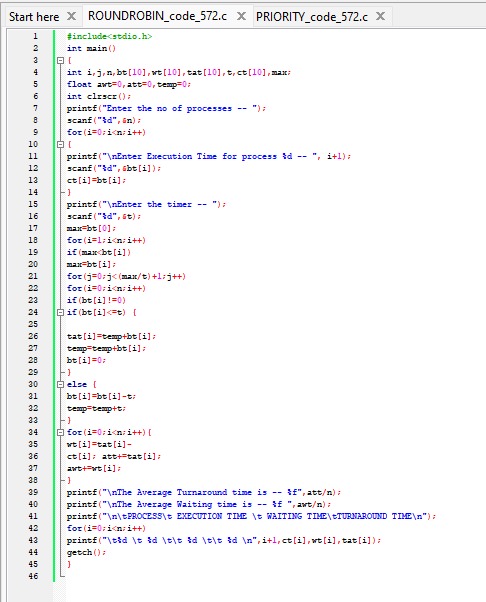 Start here X ROUNDROBIN_code_572.c X PRIORITY_code_572.c X
1 #include<stdio.h>
2 int main()
3 {
4 int i,j,n,bt[10],wt[10],tat[10],t,ct[10],max;
5 float awt=0,att=0,temp=0;
6 int clrscr();
7 printf("Enter the no of processes -- ");
8 scanf("%d",&n);
9 for(i=0;i<n;i++)
10 {
11 printf("\nEnter Execution Time for process %d -- ", i+1);
12 scanf("%d",&bt[i]);
13 ct[i]=bt[i];
14 }
15 printf("\nEnter the timer -- ");
16 scanf("%d",&t);
17 max=bt[0];
18 for(i=1;i<n;i++)
19 if(max<bt[i])
20 max=bt[i];
21 for(j=0;j<(max/t)+1;j++)
22 for(i=0;i<n;i++)
23 if(bt[i]!=0)
24 if(bt[i]<=t) {
25
26 tat[i]=temp+bt[i];
27 temp=temp+bt[i];
28 bt[i]=0;
29 }
30 else {
31 bt[i]=bt[i]-t;
32 temp=temp+t;
33 }
34 for(i=0;i<n;i++){
35 wt[i]=tat[i]-
36 ct[i]; att+=tat[i];
37 awt+=wt[i];
38 }
39 printf("\nThe Average Turnaround time is -- %f",att/n);
40 printf("\nThe Average Waiting time is -- %f ",awt/n);
41 printf("\n\tPROCESS\t EXECUTION TIME \t WAITING TIME\tTURNAROUND TIME\n");
42 for(i=0;i<n;i++)
43 printf("\t%d \t %d \t\t %d \t\t %d \n",i+1,ct[i],wt[i],tat[i]);
44 getch();
45 }
46